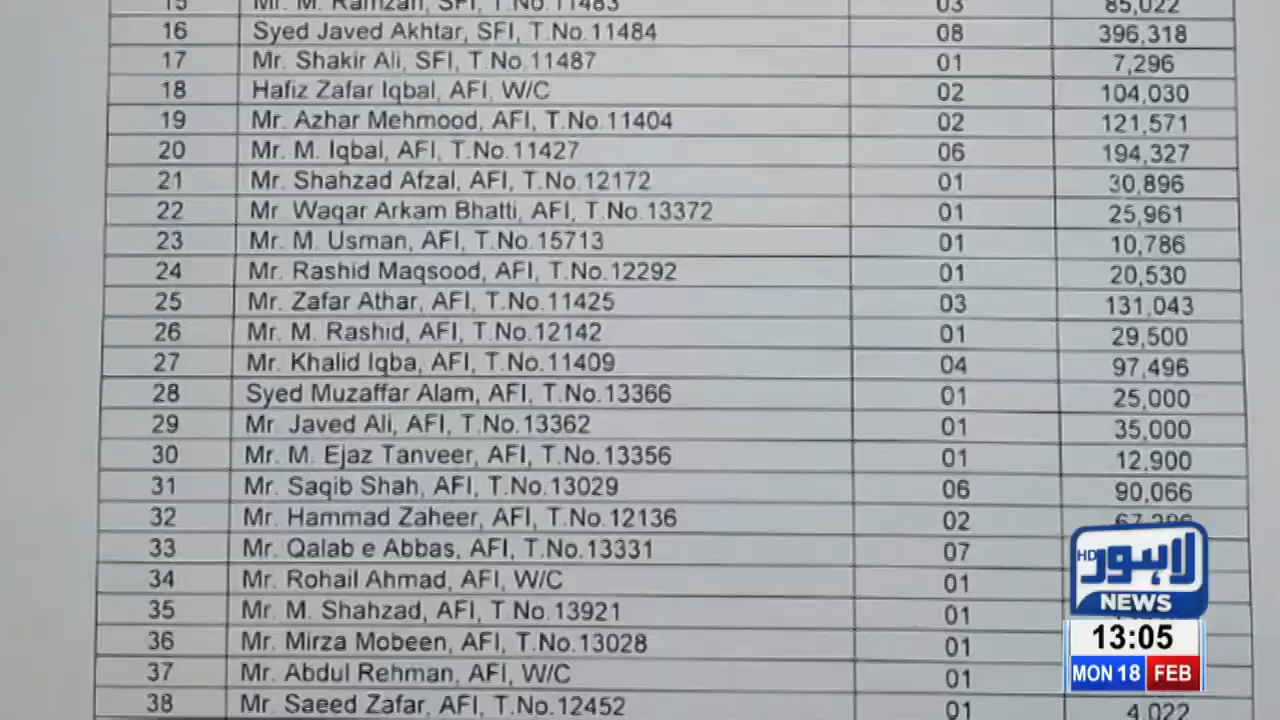 15 Mr. M. Ramzan, SFI, T.No.11483 03 85,022
16 Syed Javed Akhtar, SFI, T.No.11484 08 396,318
17 Mr. Shakir Ali, SFI, T.No.11487 01 7,296
18 Hafiz Zafar Iqbal, AFI, W/C 02 104,030
19 Mr. Azhar Mehmood, AFI, T.No.11404 02 121,571
20 Mr. M. Iqbal, AFI, T.No.11427 06 194,327
21 Mr. Shahzad Afzal, AFI, T.No.12172 01 30,896
22 Mr. Waqar Arkam Bhatti, AFI, T.No.13372 01 25,961
23 Mr. M. Usman, AFI, T.No.15713 01 10,786
24 Mr. Rashid Maqsood, AFI, T.No.12292 01 20,530
25 Mr. Zafar Athar, AFI, T.No.11425 03 131,043
26 Mr. M. Rashid, AFI, T.No.12142 01 29,500
27 Mr. Khalid Iqba, AFI, T.No.11409 04 97,496
28 Syed Muzaffar Alam, AFI, T.No.13366 01 25,000
29 Mr. Javed Ali, AFI, T.No.13362 01 35,000
30 Mr. M. Ejaz Tanveer, AFI, T.No.13356 01 12,900
31 Mr. Saqib Shah, AFI, T.No.13029 06 90,066
32 Mr. Hammad Zaheer, AFI, T.No.12136 02
33 Mr. Qalab e Abbas, AFI, T.No.13331 07
34 Mr. Rohail Ahmad, AFI, W/C 01
35 Mr. M. Shahzad, AFI, T.No.13921 01
36 Mr. Mirza Mobeen, AFI, T.No.13028 01
37 Mr. Abdul Rehman, AFI, W/C 01
38 Mr. Saeed Zafar, AFI, T.No.12452 01 4,022
HD لاہور
NEWS
13:05
MON 18 FEB